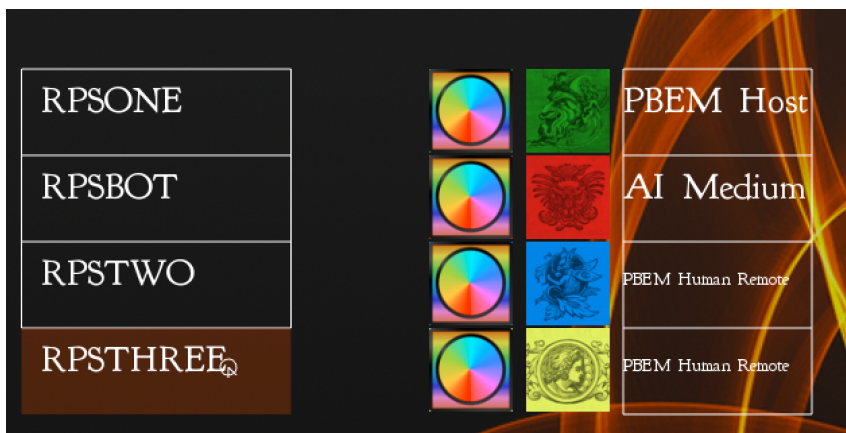 RPSONE PBEM Host
RPSBOT AI Medium
RPSTWO PBEM Human Remote
RPSTHREE PBEM Human Remote